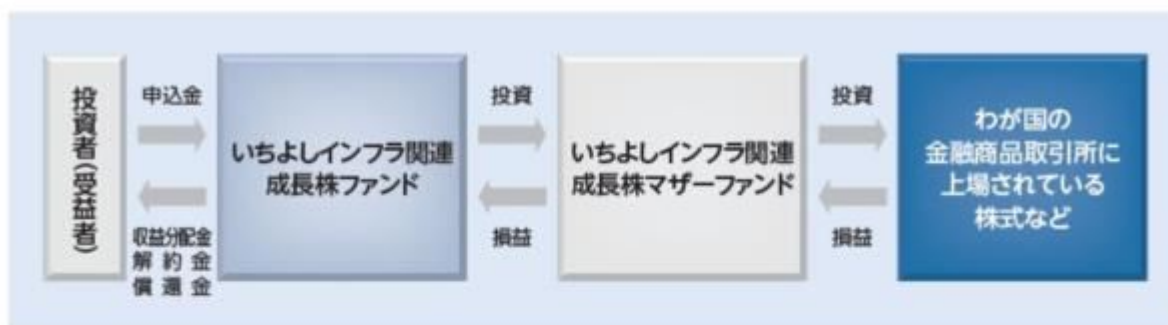 投資者(受益者)
申込金
収益分配金
解約金
償還金
いちよしインフラ関連
成長株ファンド
投資
損益
いちよしインフラ関連
成長株マザーファンド
投資
損益
わが国の
金融商品取引所に
上場されている
株式など